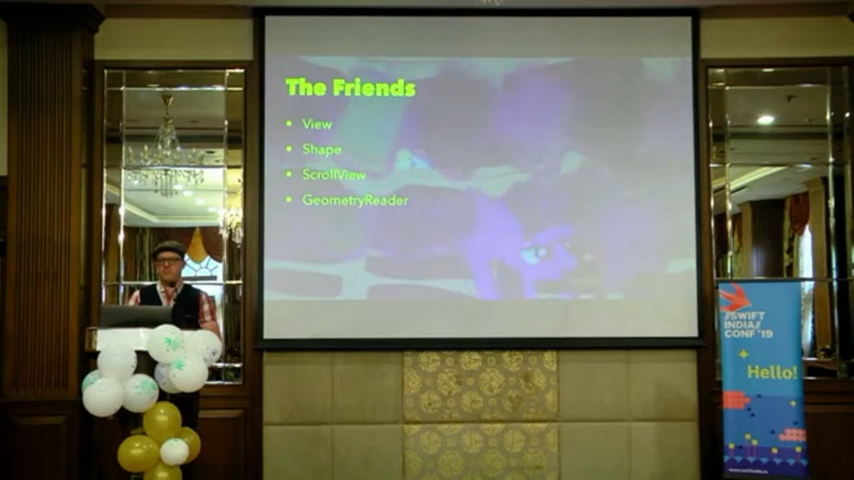 The Friends
• View
• Shape
• ScrollView
• GeometryReader
//SWIFT
INDIA//
CONF '19
Hello!